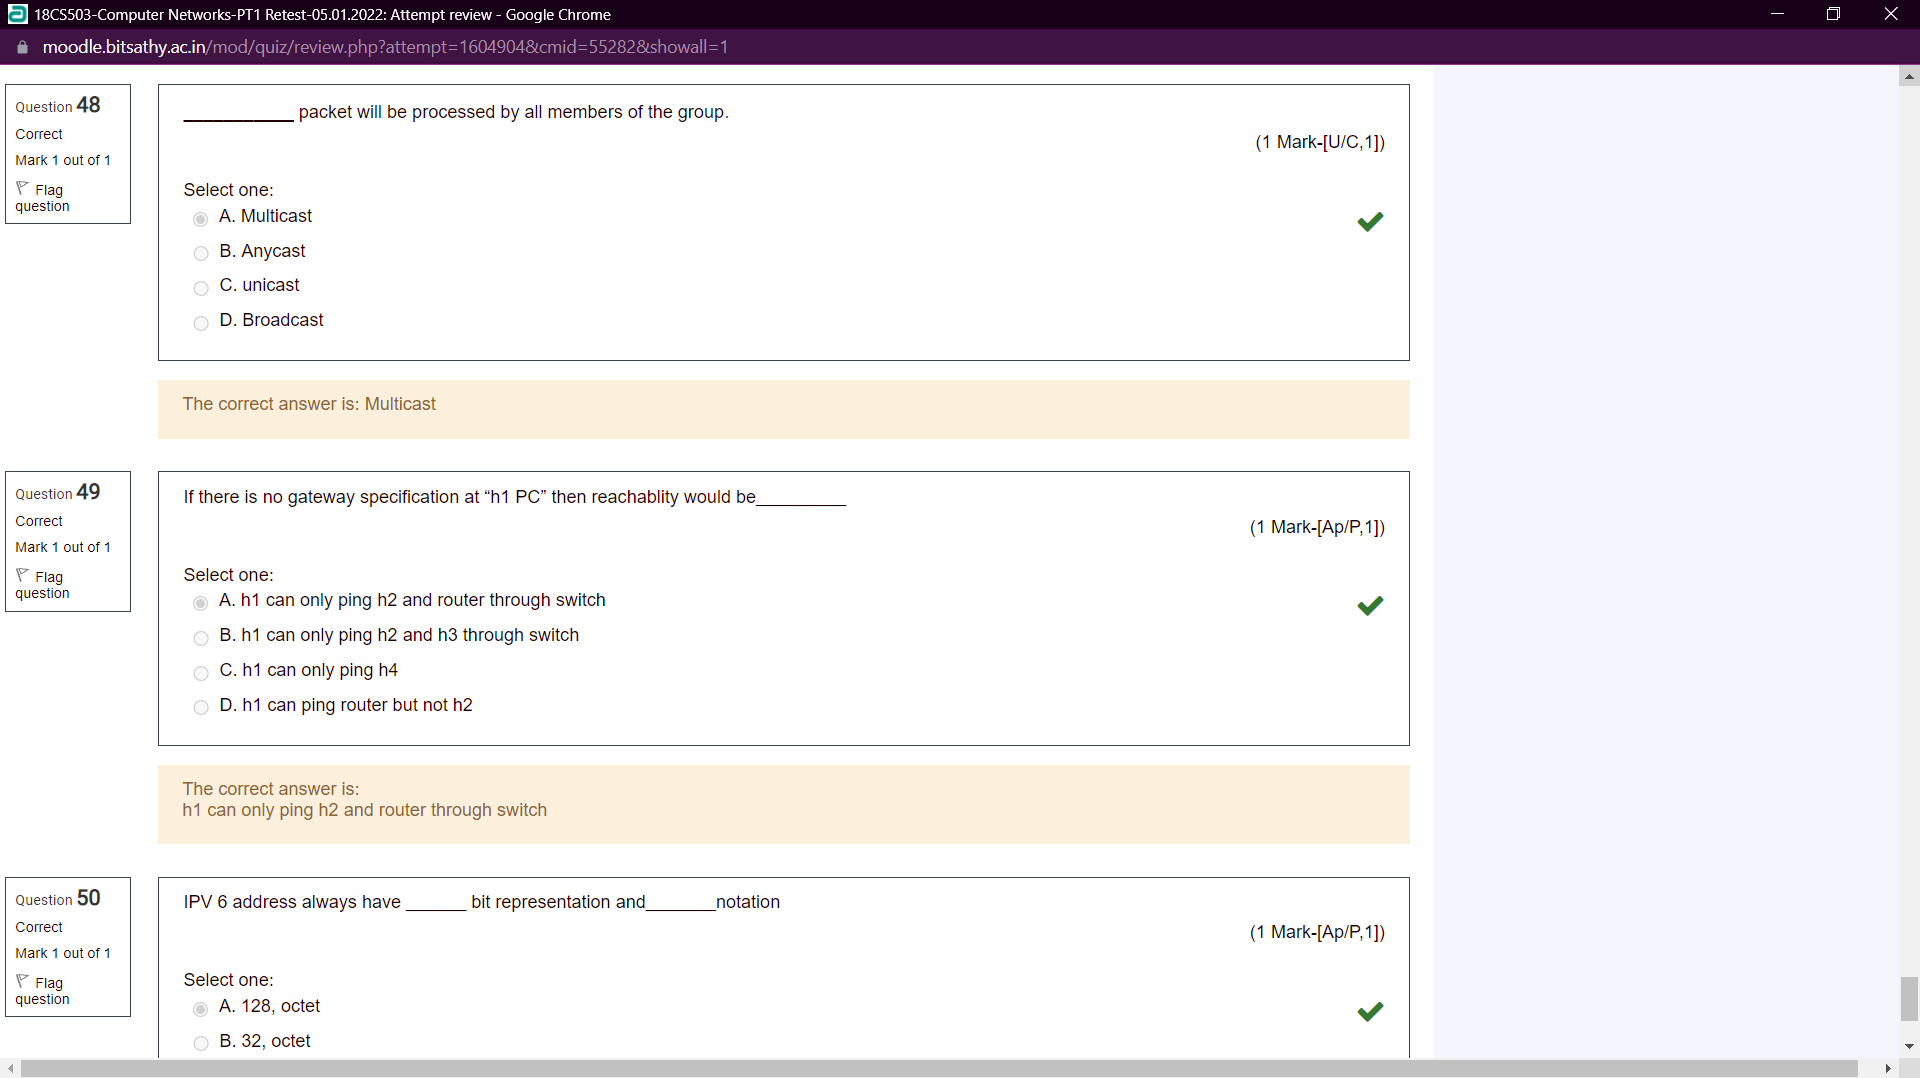 18CS503-Computer Networks-PT1 Retest-05.01.2022: Attempt review - Google Chrome
moodle.bitsathy.ac.in/mod/quiz/review.php?attempt=1604904&cmid=55282&showall=1
Question 48
Correct
Mark 1 out of 1
Flag
question
___________ packet will be processed by all members of the group.
(1 Mark-[U/C,1])
Select one:
A. Multicast
B. Anycast
C. unicast
D. Broadcast
The correct answer is: Multicast
Question 49
Correct
Mark 1 out of 1
Flag
question
If there is no gateway specification at “h1 PC” then reachablity would be_________
(1 Mark-[Ap/P,1])
Select one:
A. h1 can only ping h2 and router through switch
B. h1 can only ping h2 and h3 through switch
C. h1 can only ping h4
D. h1 can ping router but not h2
The correct answer is:
h1 can only ping h2 and router through switch
Question 50
Correct
Mark 1 out of 1
Flag
question
IPV 6 address always have ______ bit representation and_______notation
(1 Mark-[Ap/P,1])
Select one:
A. 128, octet
B. 32, octet